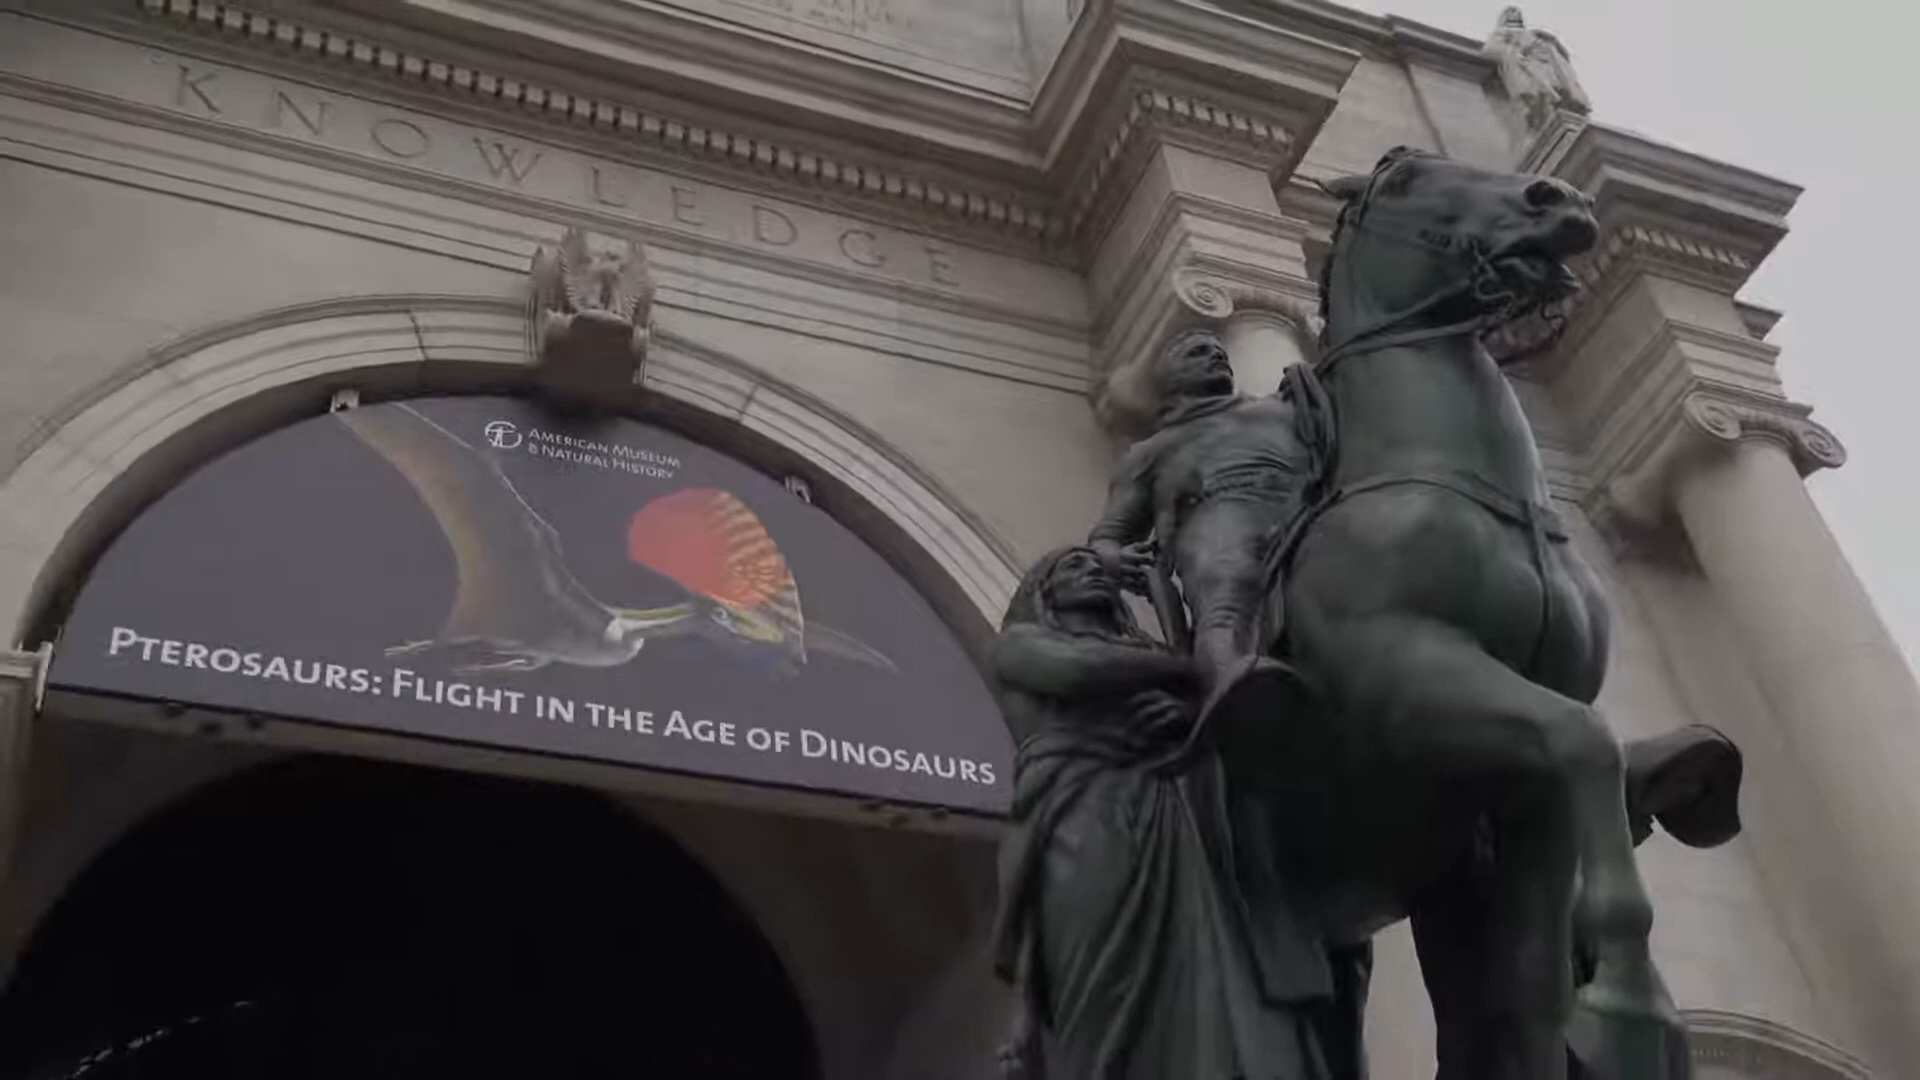 KNOWLEDGE
AMERICAN MUSEUM
& NATURAL HISTORY
PTEROSAURS: FLIGHT IN THE AGE OF DINOSAURS